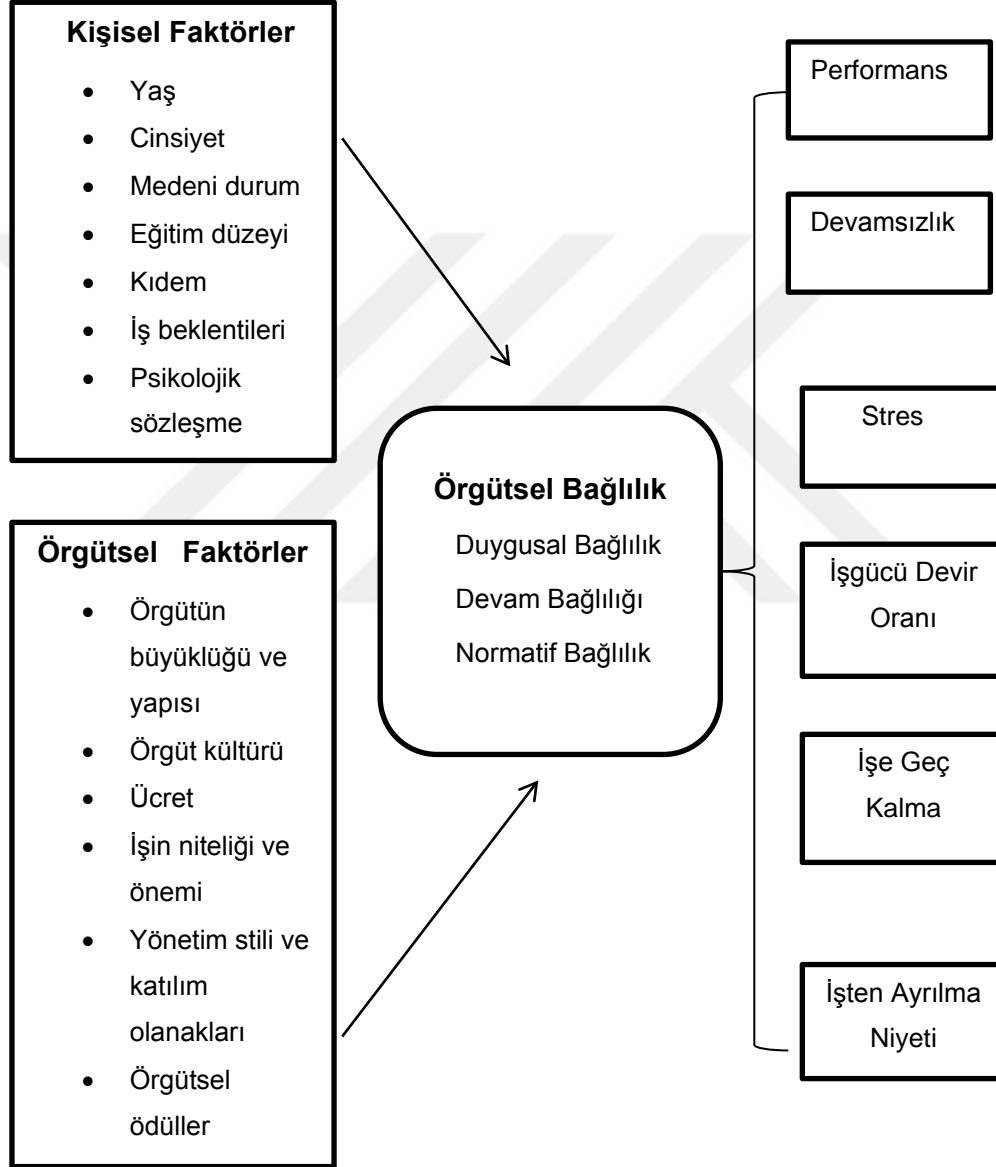 Kişisel Faktörler
• Yaş
• Cinsiyet
• Medeni durum
• Eğitim düzeyi
• Kıdem
• İş beklentileri
• Psikolojik
sözleşme
Örgütsel Faktörler
• Örgütün
büyüklüğü ve
yapısı
• Örgüt kültürü
• Ücret
• İşin niteliği ve
önemi
• Yönetim stili ve
katılım
olanakları
• Örgütsel
ödüller
Örgütsel Bağlılık
Duygusal Bağlılık
Devam Bağlılığı
Normatif Bağlılık
Performans
Devamsızlık
Stres
İşgücü Devir
Oranı
İşe Geç
Kalma
İşten Ayrılma
Niyeti